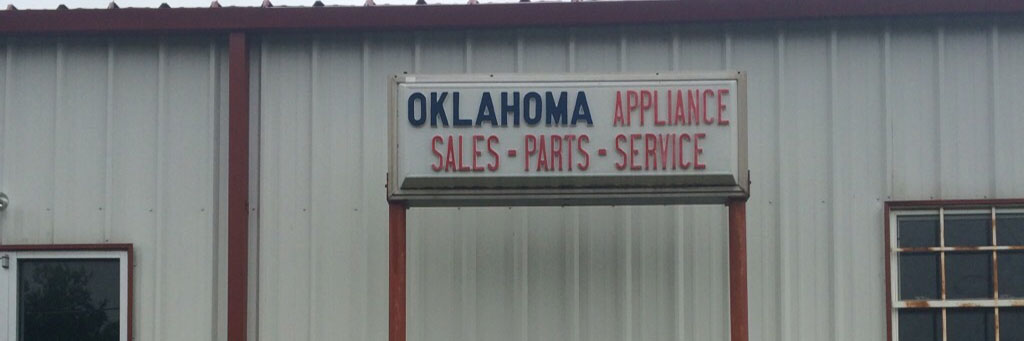 OKLAHOMA APPLIANCE
SALES - PARTS - SERVICE